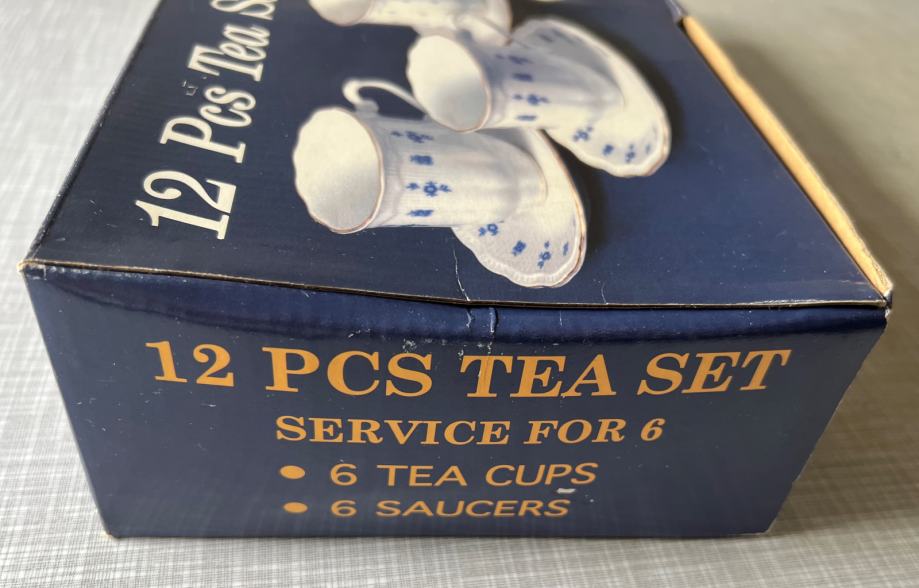 12 Pcs Tea
12 PCS TEA SET
SERVICE FOR 6
• 6 TEA CUPS
• 6 SAUCERS